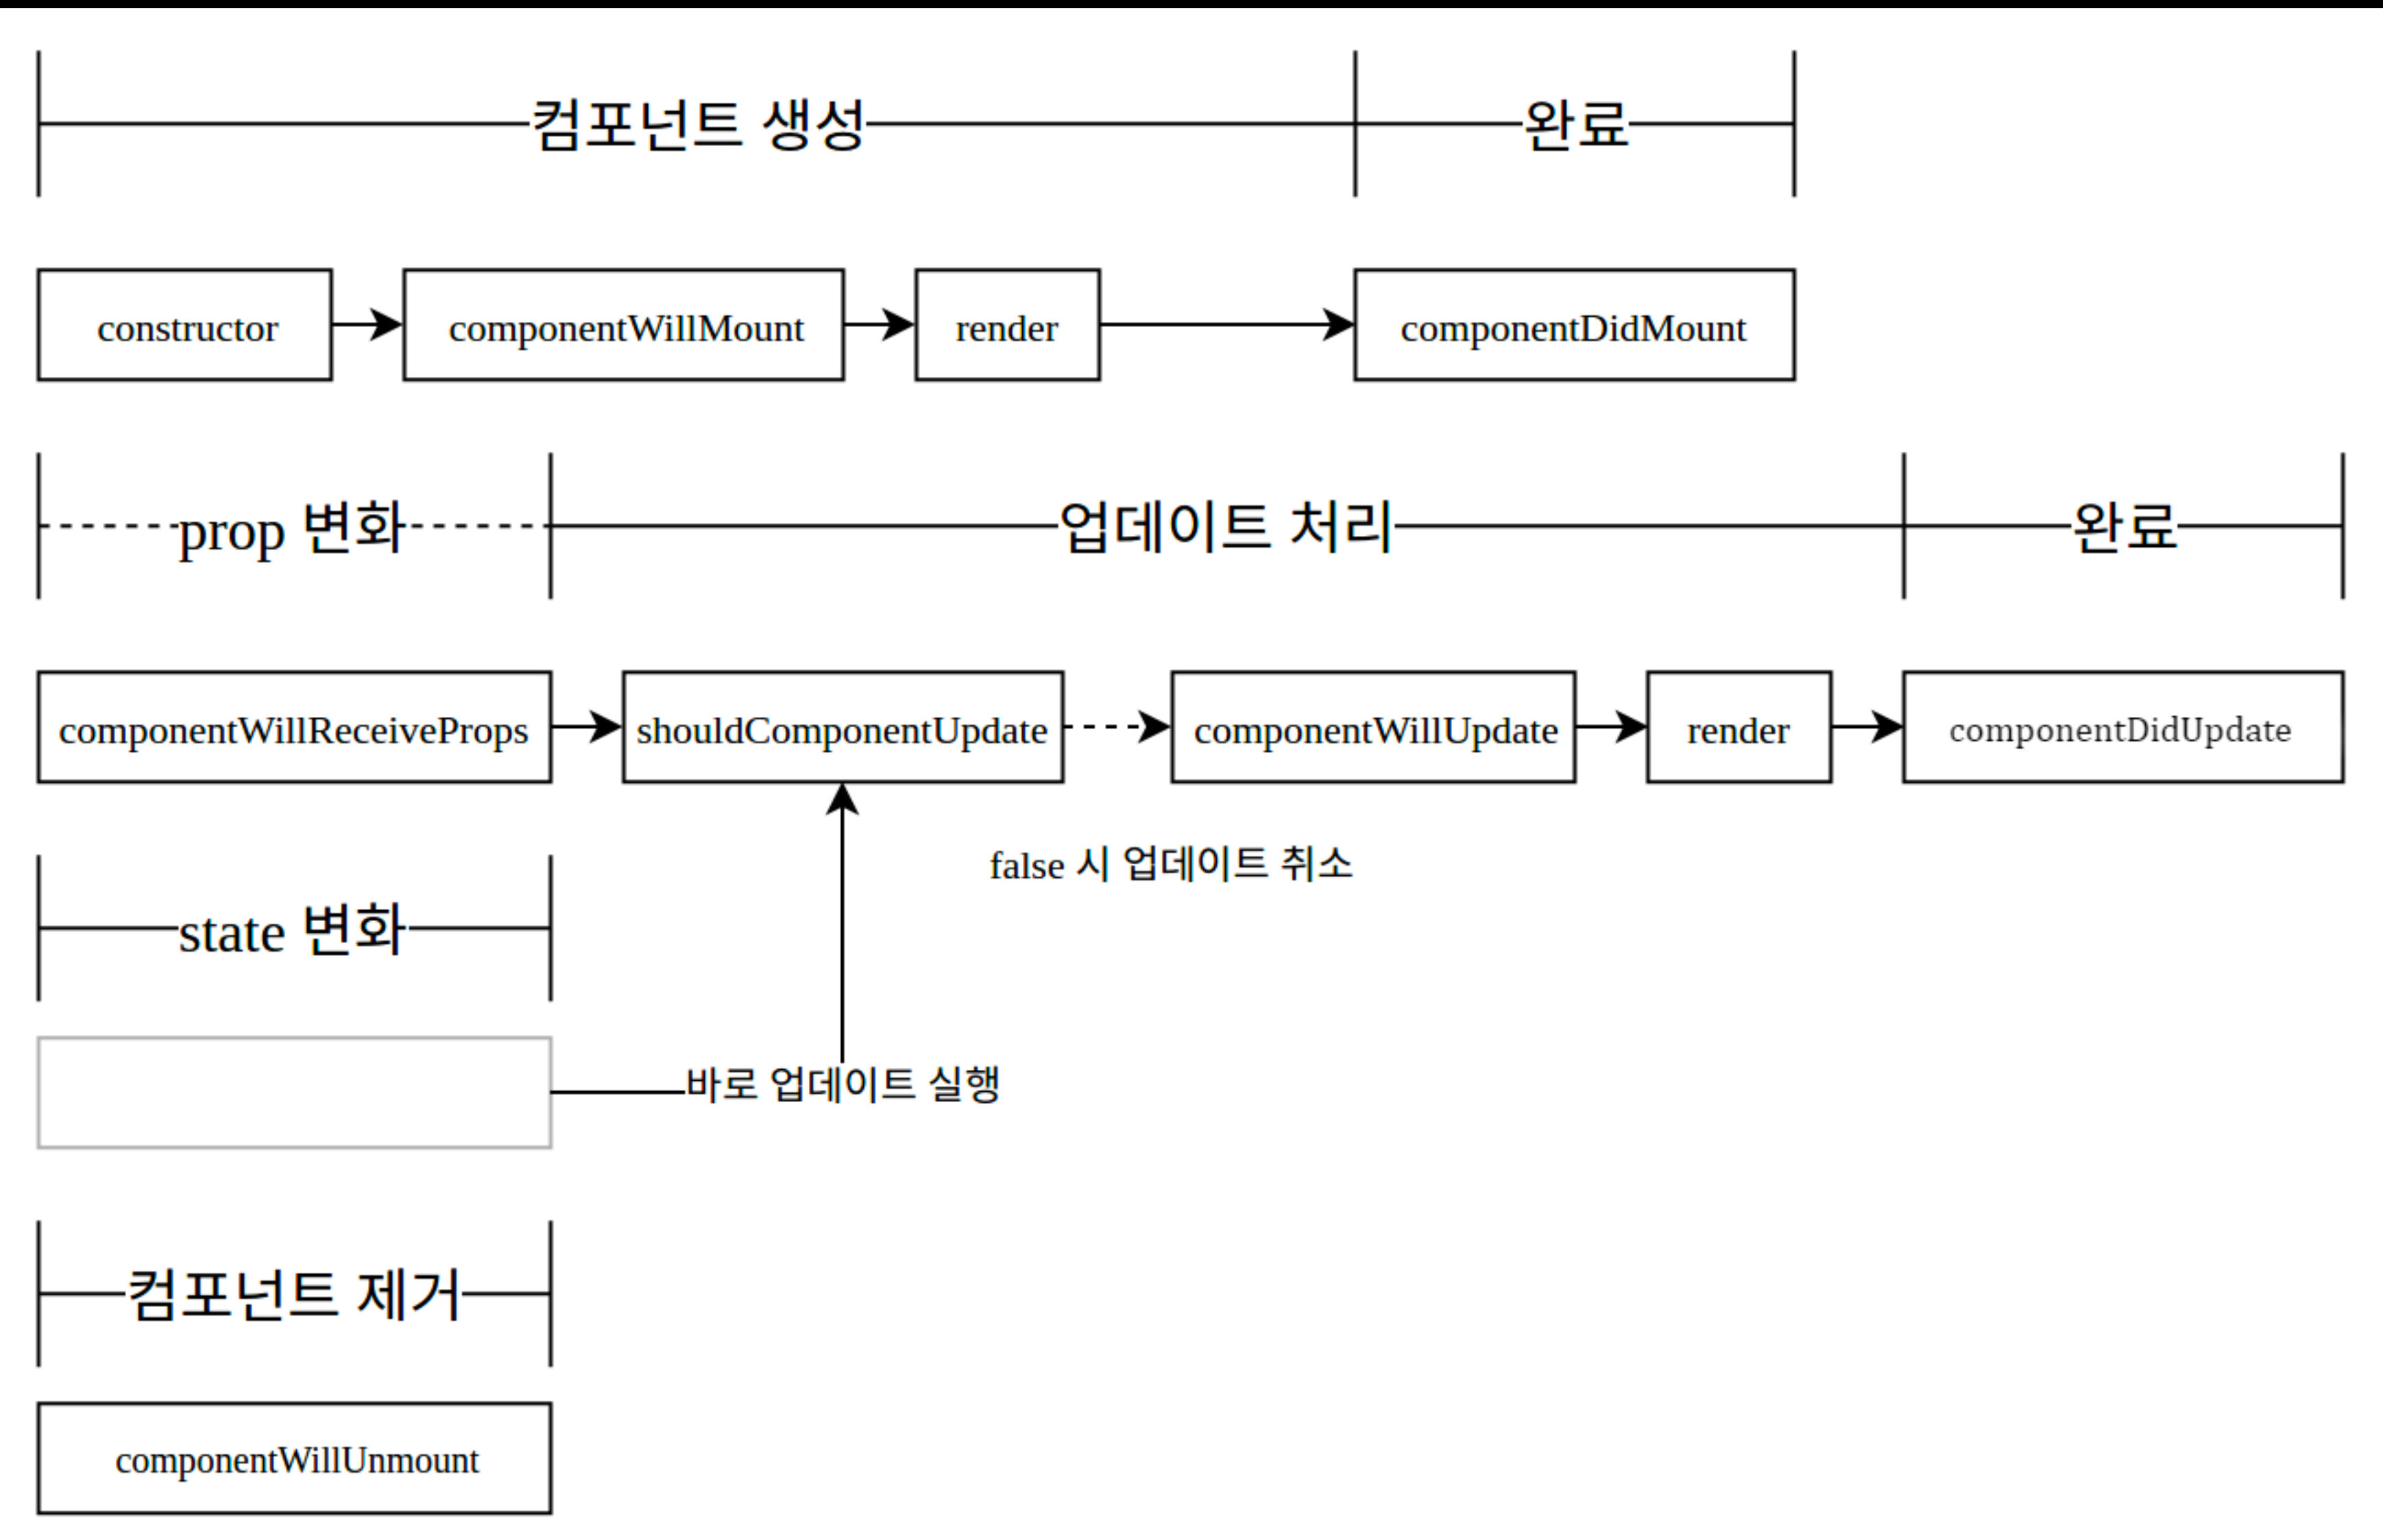 컴포넌트 생성
완료
constructor
componentWillMount
render
componentDidMount
prop 변화
업데이트 처리
완료
componentWillReceiveProps
shouldComponentUpdate
componentWillUpdate
render
componentDidUpdate
false 시 업데이트 취소
state 변화
바로 업데이트 실행
컴포넌트 제거
componentWillUnmount